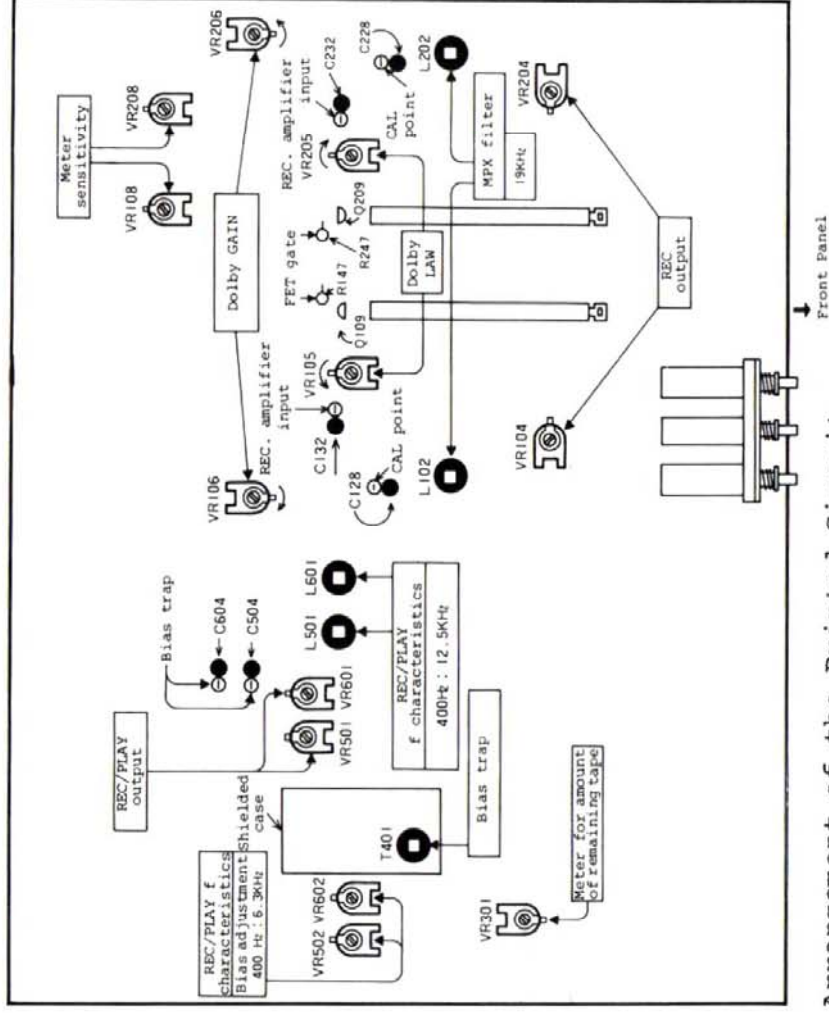 REC/PLAY f
characteristics
Bias adjustment
400 Hz : 6.3KHz
VR502 VR602
Shielded
case
T401
Bias trap
VR301
Meter for amount
of remaining tape
REC/PLAY
output
VR501 VR601
Bias trap
C604
C504
L501 L601
REC/PLAY
f characteristics
400Hz : 12.5KHz
Meter
sensitivity
VR108 VR208
VR106
Dolby GAIN
VR206
REC. amplifier
input
C132
VR105
FET gate
Q109
R147
R247
Q209
REC. amplifier
input
VR205
C232
C128
CAL point
Dolby
LAW
CAL
point
C228
L102
MPX filter
19KHz
L202
VR104
REC
output
VR204
Front Panel
of the Printed